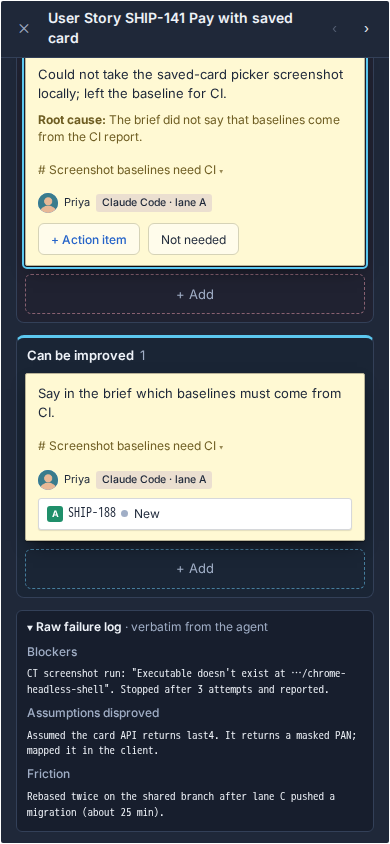 User Story SHIP-141 Pay with saved
card
Could not take the saved-card picker screenshot
locally; left the baseline for CI.
Root cause: The brief did not say that baselines come
from the CI report.
# Screenshot baselines need CI
Priya Claude Code · lane A
+ Action item Not needed
+ Add
Can be improved 1
Say in the brief which baselines must come from
CI.
# Screenshot baselines need CI
Priya Claude Code · lane A
A SHIP-188 New
+ Add
Raw failure log · verbatim from the agent
Blockers
CT screenshot run: "Executable doesn't exist at ···/chrome-
headless-shell". Stopped after 3 attempts and reported.
Assumptions disproved
Assumed the card API returns last4. It returns a masked PAN;
mapped it in the client.
Friction
Rebased twice on the shared branch after lane C pushed a
migration (about 25 min).